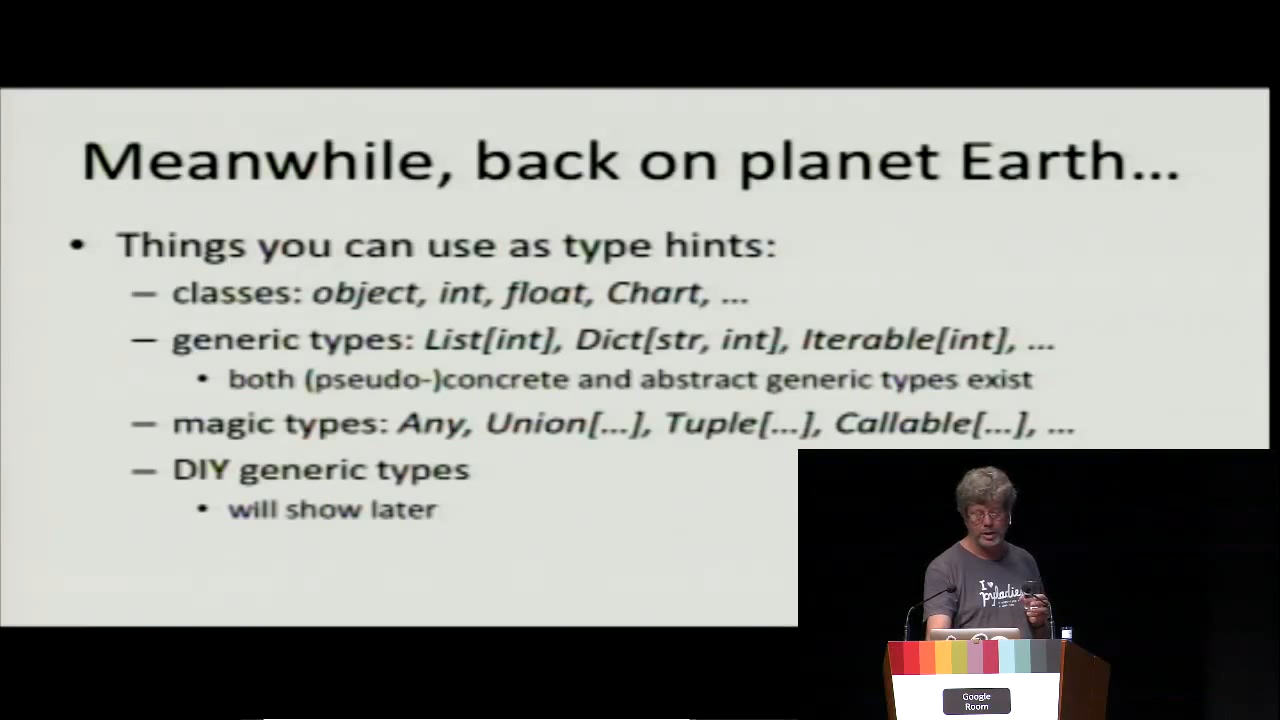 Meanwhile, back on planet Earth...
• Things you can use as type hints:
– classes: object, int, float, Chart, ...
– generic types: List[int], Dict[str, int], Iterable[int], ...
• both (pseudo-)concrete and abstract generic types exist
– magic types: Any, Union[...], Tuple[...], Callable[...], ...
– DIY generic types
• will show later
I ♥
pyladies
Google
Room